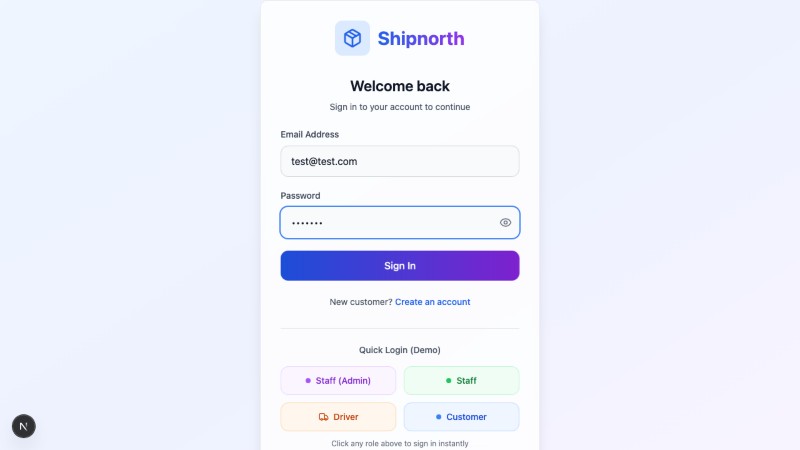 Shipnorth
Welcome back
Sign in to your account to continue
Email Address
test@test.com
Password
•••••••
Sign In
New customer? Create an account
Quick Login (Demo)
Staff (Admin)
Staff
Driver
Customer
Click any role above to sign in instantly
N